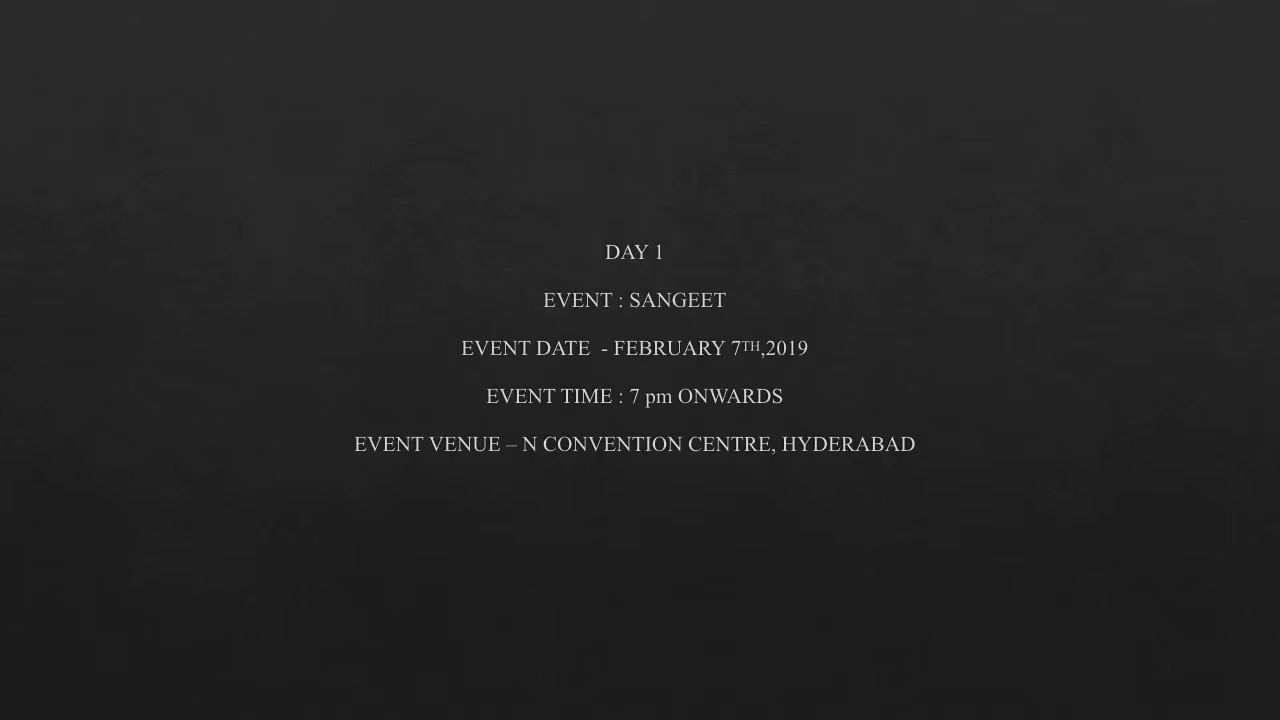 DAY 1
EVENT : SANGEET
EVENT DATE  - FEBRUARY 7TH,2019
EVENT TIME : 7 pm ONWARDS
EVENT VENUE – N CONVENTION CENTRE, HYDERABAD